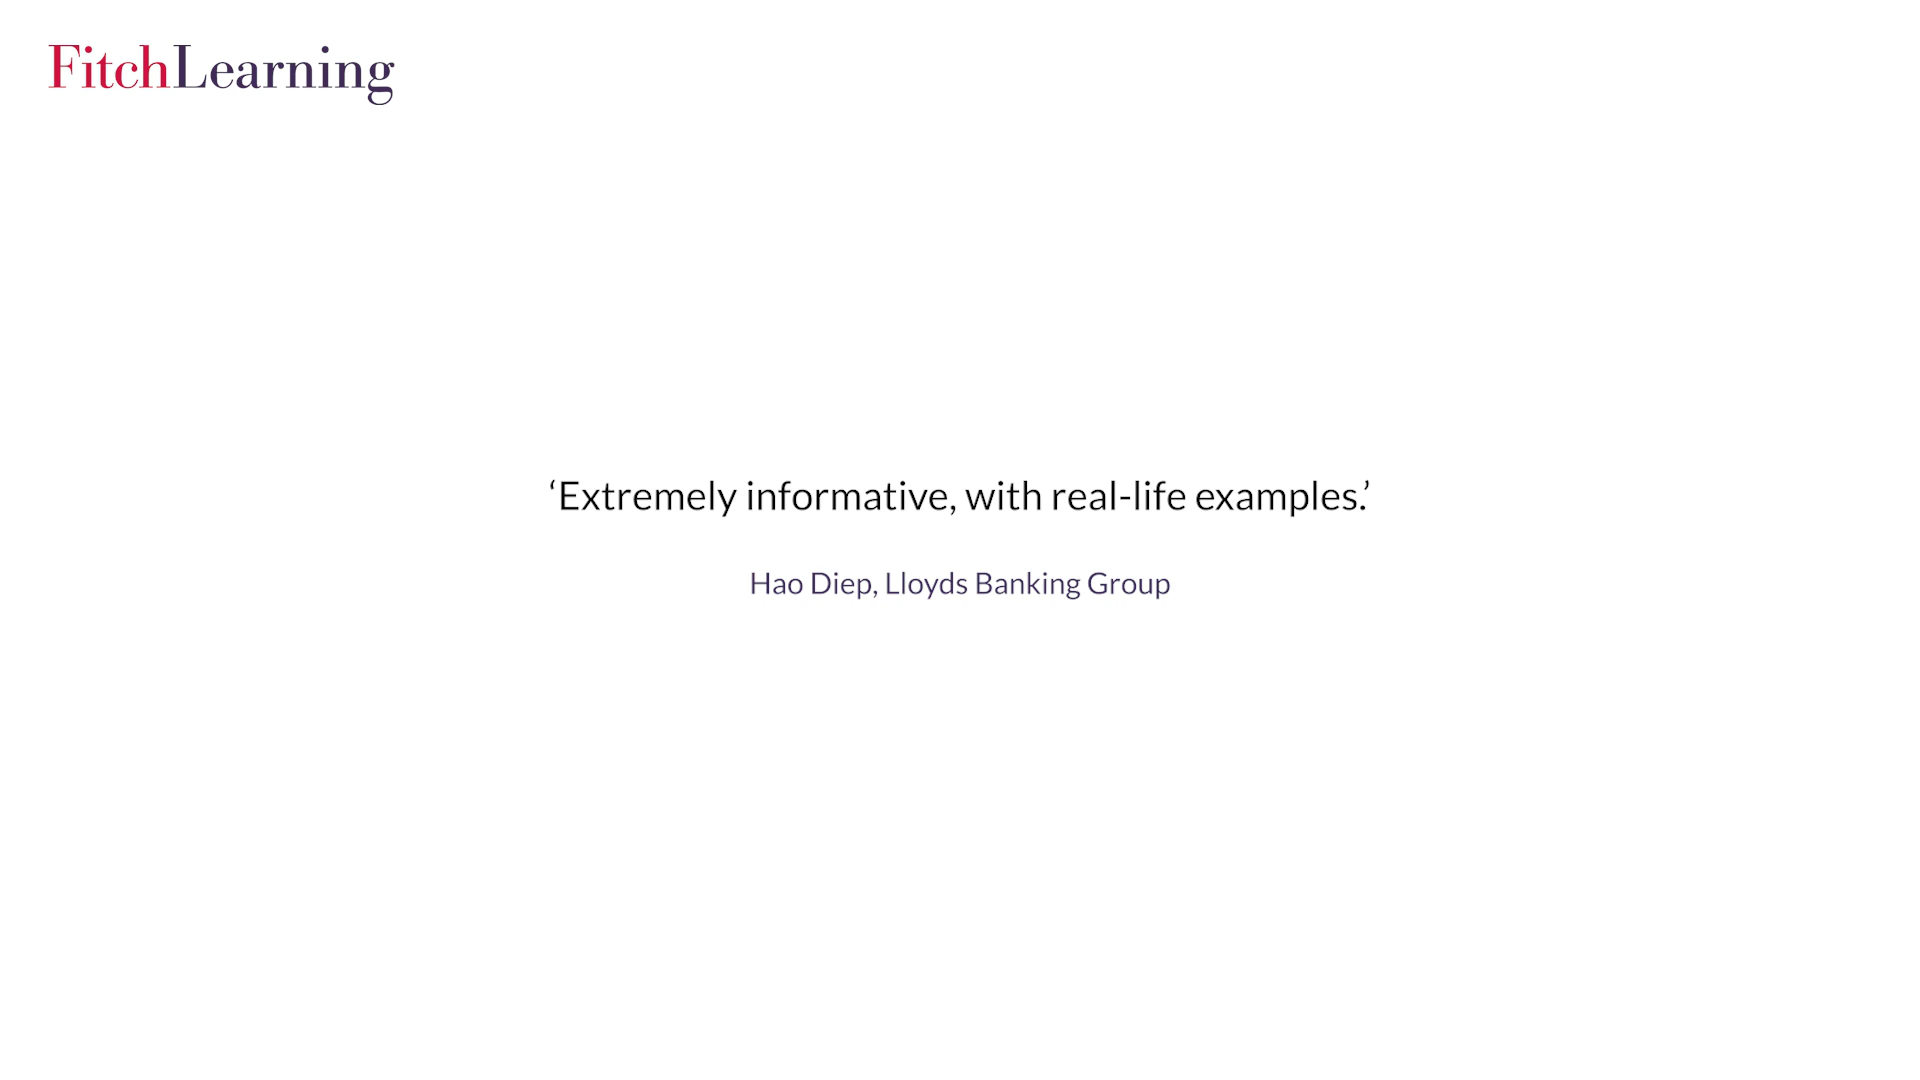 FitchLearning
‘Extremely informative, with real-life examples.’
Hao Diep, Lloyds Banking Group